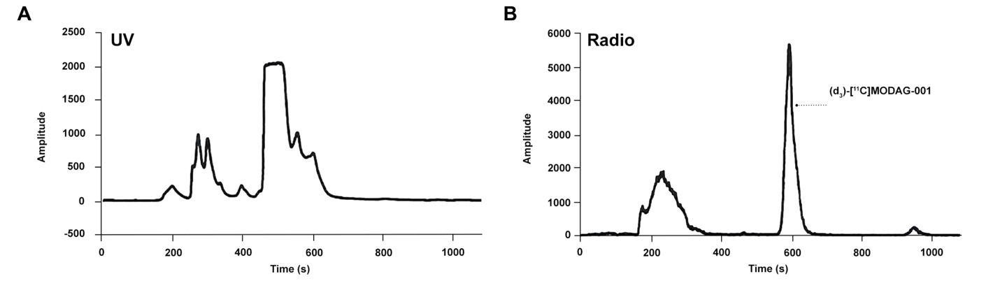 A
UV
Amplitude
2500
2000
1500
1000
500
0
-500
0 200 400 600 800 1000
Time (s)
B
Radio
Amplitude
6000
5000
4000
3000
2000
1000
0
(d₃)-[¹¹C]MODAG-001
0 200 400 600 800 1000
Time (s)